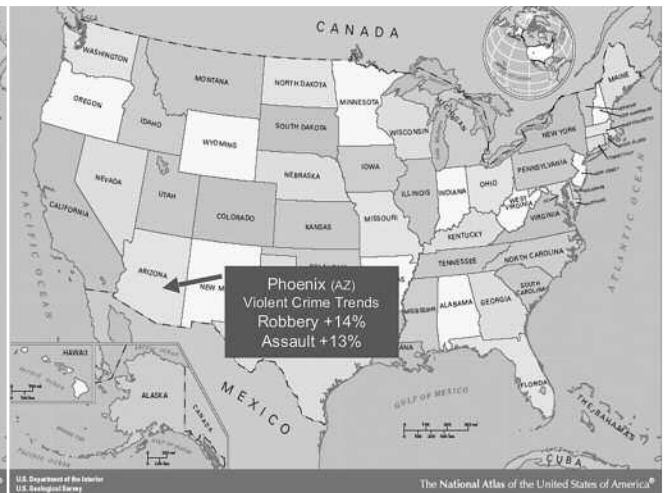 CANADA
WASHINGTON
MONTANA
NORTH DAKOTA
MINNESOTA
MAINE
OREGON
IDAHO
SOUTH DAKOTA
WISCONSIN
MICHIGAN
NEW YORK
WYOMING
IOWA
PENNSYLVANIA
NEBRASKA
NEVADA
UTAH
ILLINOIS
INDIANA
OHIO
WEST
VIRGINIA
VIRGINIA
CALIFORNIA
COLORADO
KANSAS
MISSOURI
KENTUCKY
NORTH CAROLINA
TENNESSEE
SOUTH
CAROLINA
ARIZONA
NEW M
ALABAMA
GEORGIA
PACIFIC OCEAN
ATLANTIC OCEAN
Phoenix (AZ)
Violent Crime Trends
Robbery +14%
Assault +13%
ANA
FLORIDA
HAWAII
ALASKA
CANADA
MEXICO
GULF OF MEXICO
THE BAHAMAS
CUBA
U.S. Department of the Interior
U.S. Geological Survey
The National Atlas of the United States of America®